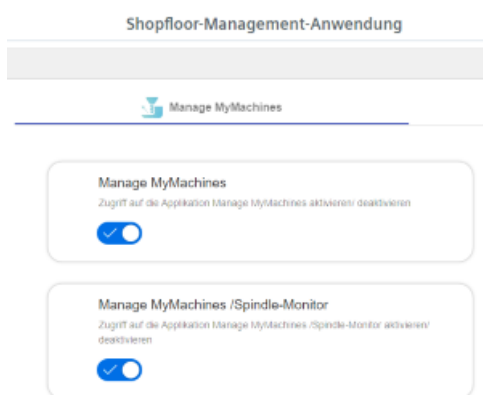 Shopfloor-Management-Anwendung
Manage MyMachines
Manage MyMachines
Zugriff auf die Applikation Manage MyMachines aktivieren/ deaktivieren
Manage MyMachines /Spindle-Monitor
Zugriff auf die Applikation Manage MyMachines /Spindle-Monitor aktivieren/
deaktivieren